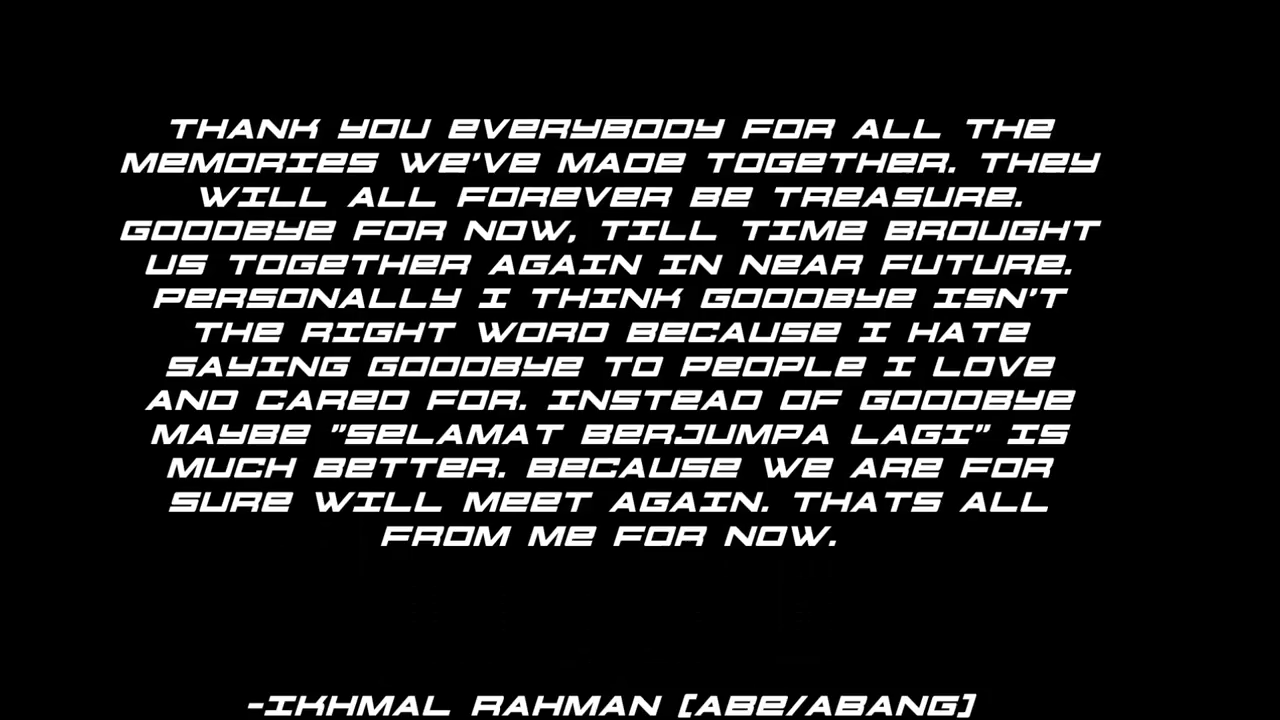 THANK YOU EVERYBODY FOR ALL THE
MEMORIES WE'VE MADE TOGETHER. THEY
WILL ALL FOREVER BE TREASURE.
GOODBYE FOR NOW, TILL TIME BROUGHT
US TOGETHER AGAIN IN NEAR FUTURE.
PERSONALLY I THINK GOODBYE ISN'T
THE RIGHT WORD BECAUSE I HATE
SAYING GOODBYE TO PEOPLE I LOVE
AND CARED FOR. INSTEAD OF GOODBYE
MAYBE "SELAMAT BERJUMPA LAGI" IS
MUCH BETTER. BECAUSE WE ARE FOR
SURE WILL MEET AGAIN. THATS ALL
FROM ME FOR NOW.
-IKHMAL RAHMAN [ABE/ABANG]